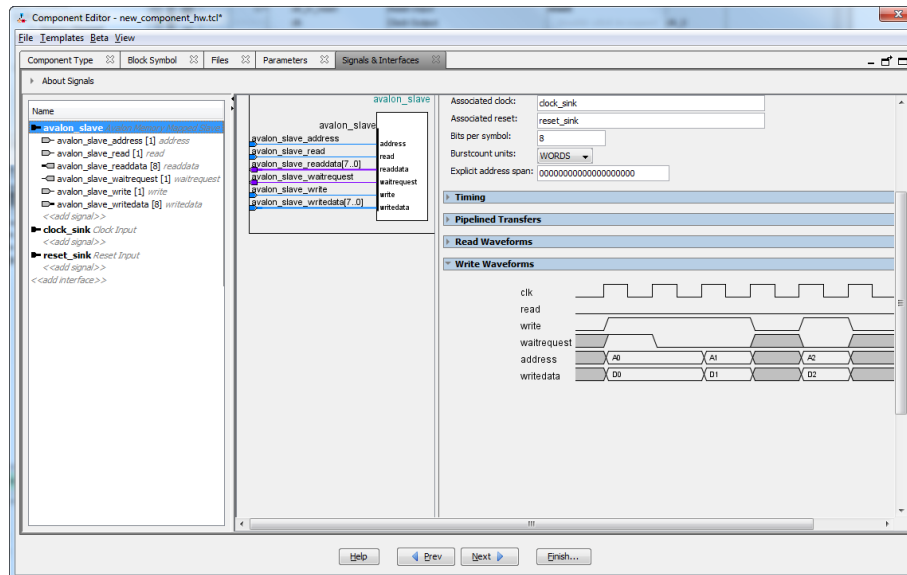 Component Editor - new_component_hw.tcl*
File Templates Beta View
Component Type Block Symbol Files Parameters Signals & Interfaces
About Signals
Name
avalon_slave
avalon_slave_address [1] address
avalon_slave_read [1] read
avalon_slave_readdata [8] readdata
avalon_slave_waitrequest [1] waitrequest
avalon_slave_write [1] write
avalon_slave_writedata [8] writedata
<<add signal>>
clock_sink Clock Input
<<add signal>>
reset_sink Reset Input
<<add signal>>
<<add interface>>
avalon_slave
avalon_slave
avalon_slave_address
address
avalon_slave_read
read
avalon_slave_readdata[7..0]
readdata
avalon_slave_waitrequest
waitrequest
avalon_slave_write
write
avalon_slave_writedata[7..0]
writedata
Associated clock: clock_sink
Associated reset: reset_sink
Bits per symbol: 8
Burstcount units: WORDS
Explicit address span: 00000000000000000000
Timing
Pipelined Transfers
Read Waveforms
Write Waveforms
clk
read
write
waitrequest
address A0 A1 A2
writedata D0 D1 D2
Help Prev Next Finish...